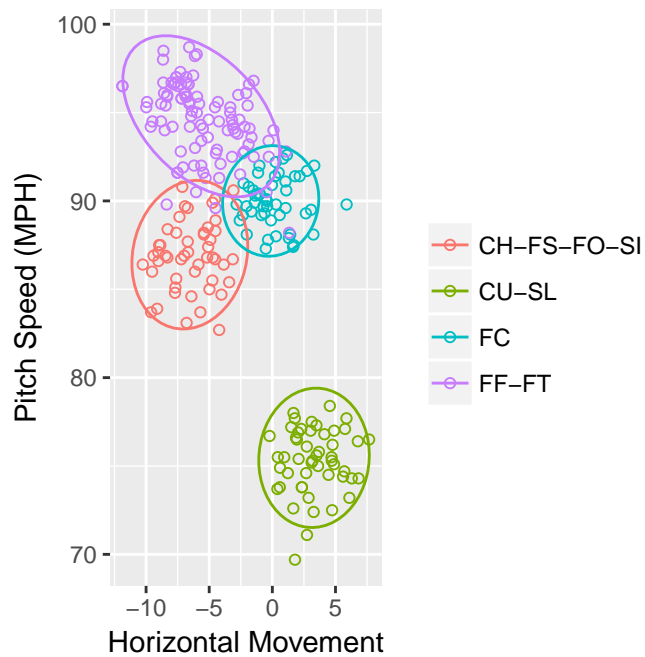 100
90
80
70
Pitch Speed (MPH)
−10 −5 0 5
Horizontal Movement
CH−FS−FO−SI
CU−SL
FC
FF−FT